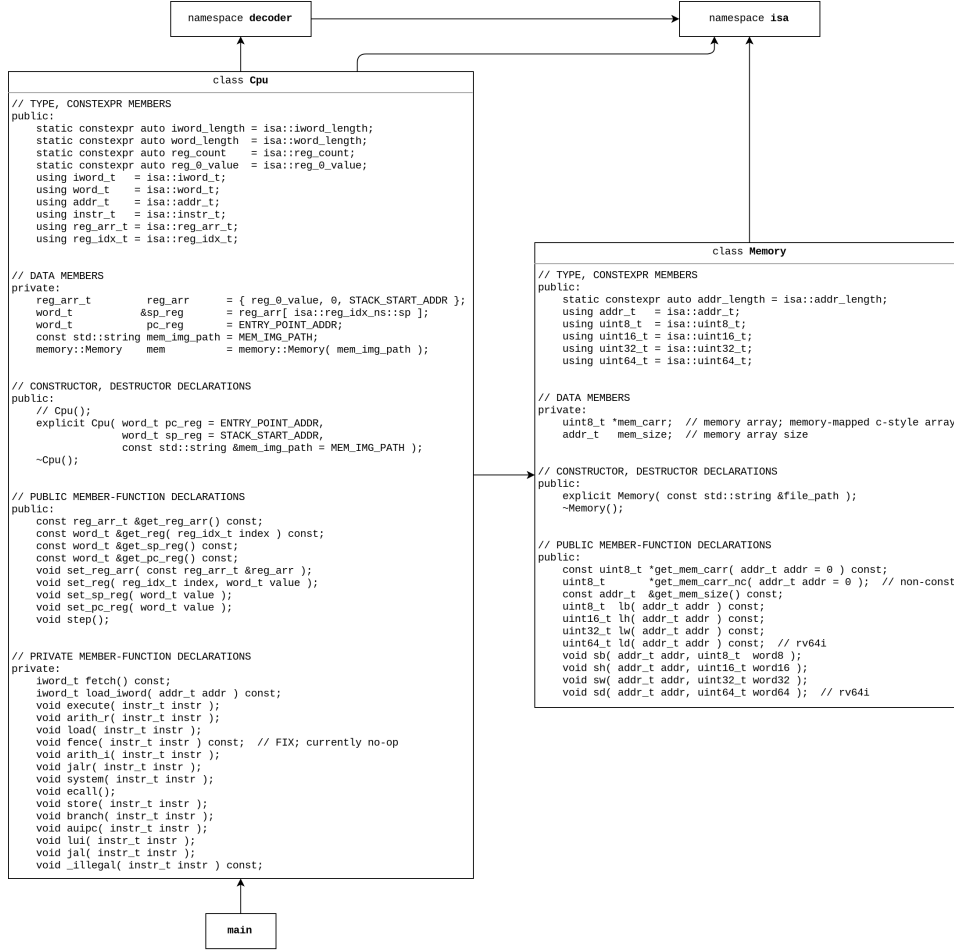 namespace decoder
namespace isa
class Cpu
// TYPE, CONSTEXPR MEMBERS
public:
    static constexpr auto iword_length = isa::iword_length;
    static constexpr auto word_length  = isa::word_length;
    static constexpr auto reg_count    = isa::reg_count;
    static constexpr auto reg_0_value  = isa::reg_0_value;
    using iword_t   = isa::iword_t;
    using word_t    = isa::word_t;
    using addr_t    = isa::addr_t;
    using instr_t   = isa::instr_t;
    using reg_arr_t = isa::reg_arr_t;
    using reg_idx_t = isa::reg_idx_t;
// DATA MEMBERS
private:
    reg_arr_t         reg_arr      = { reg_0_value, 0, STACK_START_ADDR };
    word_t           &sp_reg       = reg_arr[ isa::reg_idx_ns::sp ];
    word_t            pc_reg       = ENTRY_POINT_ADDR;
    const std::string mem_img_path = MEM_IMG_PATH;
    memory::Memory    mem          = memory::Memory( mem_img_path );
// CONSTRUCTOR, DESTRUCTOR DECLARATIONS
public:
    // Cpu();
    explicit Cpu( word_t pc_reg = ENTRY_POINT_ADDR,
                  word_t sp_reg = STACK_START_ADDR,
                  const std::string &mem_img_path = MEM_IMG_PATH );
    ~Cpu();
// PUBLIC MEMBER-FUNCTION DECLARATIONS
public:
    const reg_arr_t &get_reg_arr() const;
    const word_t &get_reg( reg_idx_t index ) const;
    const word_t &get_sp_reg() const;
    const word_t &get_pc_reg() const;
    void set_reg_arr( const reg_arr_t &reg_arr );
    void set_reg( reg_idx_t index, word_t value );
    void set_sp_reg( word_t value );
    void set_pc_reg( word_t value );
    void step();
// PRIVATE MEMBER-FUNCTION DECLARATIONS
private:
    iword_t fetch() const;
    iword_t load_iword( addr_t addr ) const;
    void execute( instr_t instr );
    void arith_r( instr_t instr );
    void load( instr_t instr );
    void fence( instr_t instr ) const;  // FIX; currently no-op
    void arith_i( instr_t instr );
    void jalr( instr_t instr );
    void system( instr_t instr );
    void ecall();
    void store( instr_t instr );
    void branch( instr_t instr );
    void auipc( instr_t instr );
    void lui( instr_t instr );
    void jal( instr_t instr );
    void _illegal( instr_t instr ) const;
class Memory
// TYPE, CONSTEXPR MEMBERS
public:
    static constexpr auto addr_length = isa::addr_length;
    using addr_t   = isa::addr_t;
    using uint8_t  = isa::uint8_t;
    using uint16_t = isa::uint16_t;
    using uint32_t = isa::uint32_t;
    using uint64_t = isa::uint64_t;
// DATA MEMBERS
private:
    uint8_t *mem_carr;  // memory array; memory-mapped c-style array
    addr_t   mem_size;  // memory array size
// CONSTRUCTOR, DESTRUCTOR DECLARATIONS
public:
    explicit Memory( const std::string &file_path );
    ~Memory();
// PUBLIC MEMBER-FUNCTION DECLARATIONS
public:
    const uint8_t *get_mem_carr( addr_t addr = 0 ) const;
    uint8_t       *get_mem_carr_nc( addr_t addr = 0 );  // non-const
    const addr_t  &get_mem_size() const;
    uint8_t  lb( addr_t addr ) const;
    uint16_t lh( addr_t addr ) const;
    uint32_t lw( addr_t addr ) const;
    uint64_t ld( addr_t addr ) const;  // rv64i
    void sb( addr_t addr, uint8_t  word8 );
    void sh( addr_t addr, uint16_t word16 );
    void sw( addr_t addr, uint32_t word32 );
    void sd( addr_t addr, uint64_t word64 );  // rv64i
main